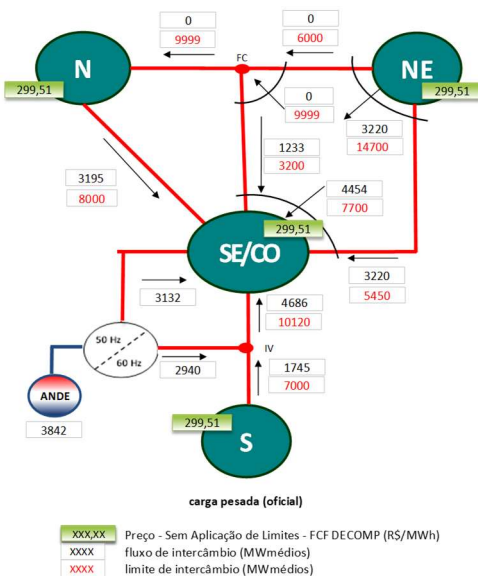 0
9999
0
6000
N
FC
NE
299,51
299,51
0
9999
3220
14700
1233
3200
3195
8000
4454
7700
299,51
SE/CO
3220
5450
3132
4686
10120
50 Hz
60 Hz
IV
2940
ANDE
1745
7000
3842
299,51
S
carga pesada (oficial)
XXX,XX Preço - Sem Aplicação de Limites - FCF DECOMP (R$/MWh)
XXXX fluxo de intercâmbio (MWmédios)
XXXX limite de intercâmbio (MWmédios)